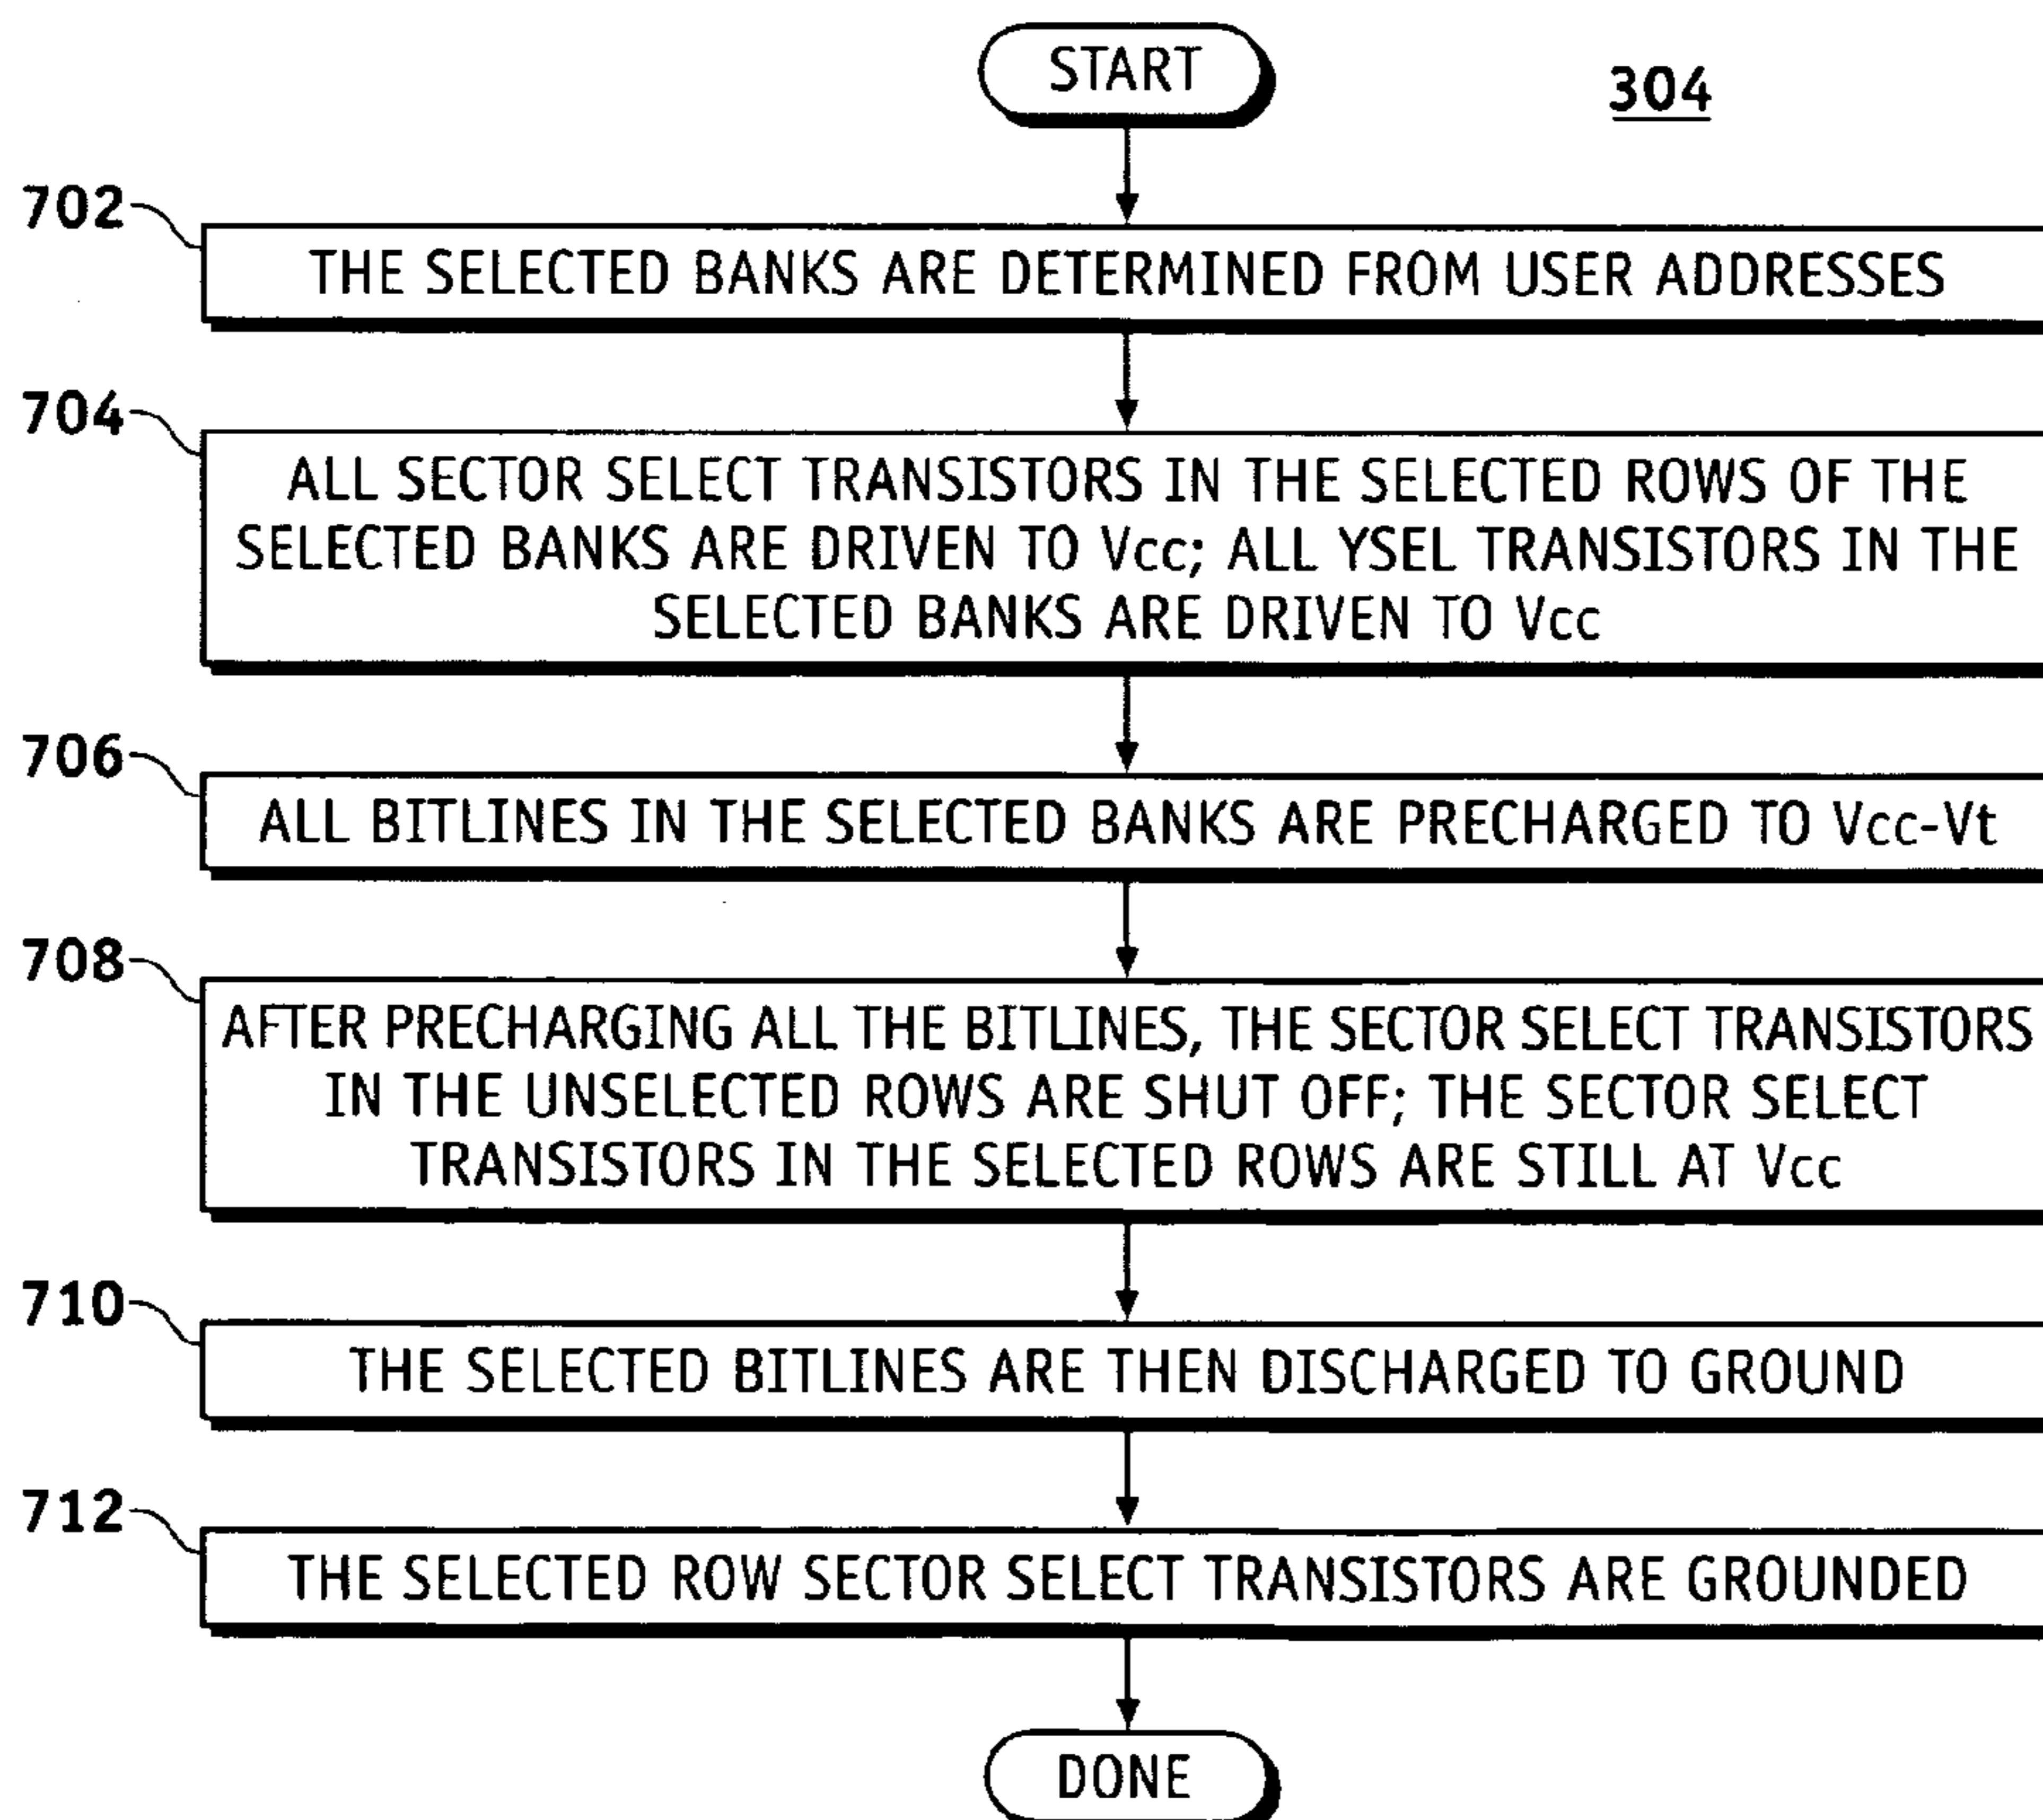 START
304
702
THE SELECTED BANKS ARE DETERMINED FROM USER ADDRESSES
704
ALL SECTOR SELECT TRANSISTORS IN THE SELECTED ROWS OF THE
SELECTED BANKS ARE DRIVEN TO Vcc; ALL YSEL TRANSISTORS IN THE
SELECTED BANKS ARE DRIVEN TO Vcc
706
ALL BITLINES IN THE SELECTED BANKS ARE PRECHARGED TO Vcc-Vt
708
AFTER PRECHARGING ALL THE BITLINES, THE SECTOR SELECT TRANSISTORS
IN THE UNSELECTED ROWS ARE SHUT OFF; THE SECTOR SELECT
TRANSISTORS IN THE SELECTED ROWS ARE STILL AT Vcc
710
THE SELECTED BITLINES ARE THEN DISCHARGED TO GROUND
712
THE SELECTED ROW SECTOR SELECT TRANSISTORS ARE GROUNDED
DONE